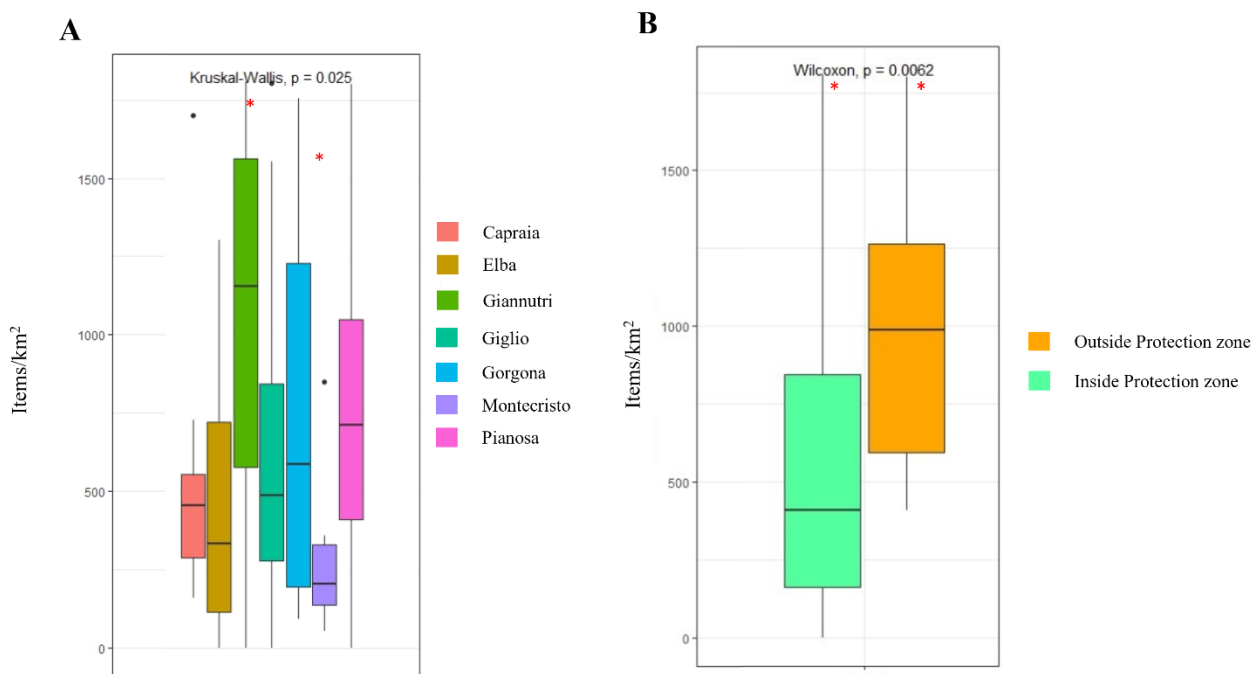 A
Kruskal-Wallis, p = 0.025
*
*
1500
1000
500
0
Items/km²
Capraia
Elba
Giannutri
Giglio
Gorgona
Montecristo
Pianosa
B
Wilcoxon, p = 0.0062
* *
1500
1000
500
0
Items/km²
Outside Protection zone
Inside Protection zone